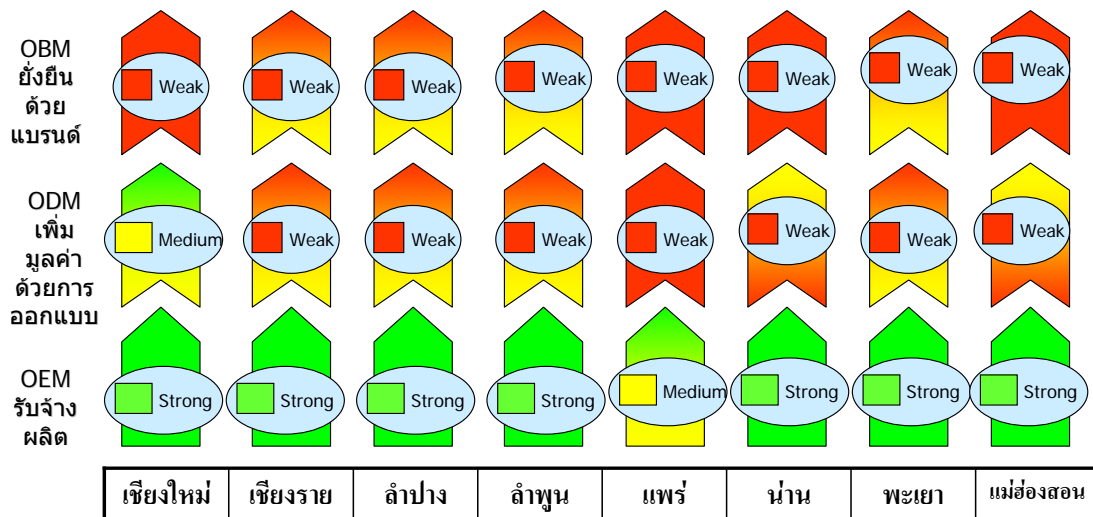 OBM
ยั่งยืน
ด้วย
แบรนด์
Weak Weak Weak Weak Weak Weak Weak Weak
ODM
เพิ่ม
มูลค่า
ด้วยการ
ออกแบบ
Medium Weak Weak Weak Weak Weak Weak Weak
OEM
รับจ้าง
ผลิต
Strong Strong Strong Strong Medium Strong Strong Strong
เชียงใหม่ เชียงราย ลำปาง ลำพูน แพร่ น่าน พะเยา แม่ฮ่องสอน